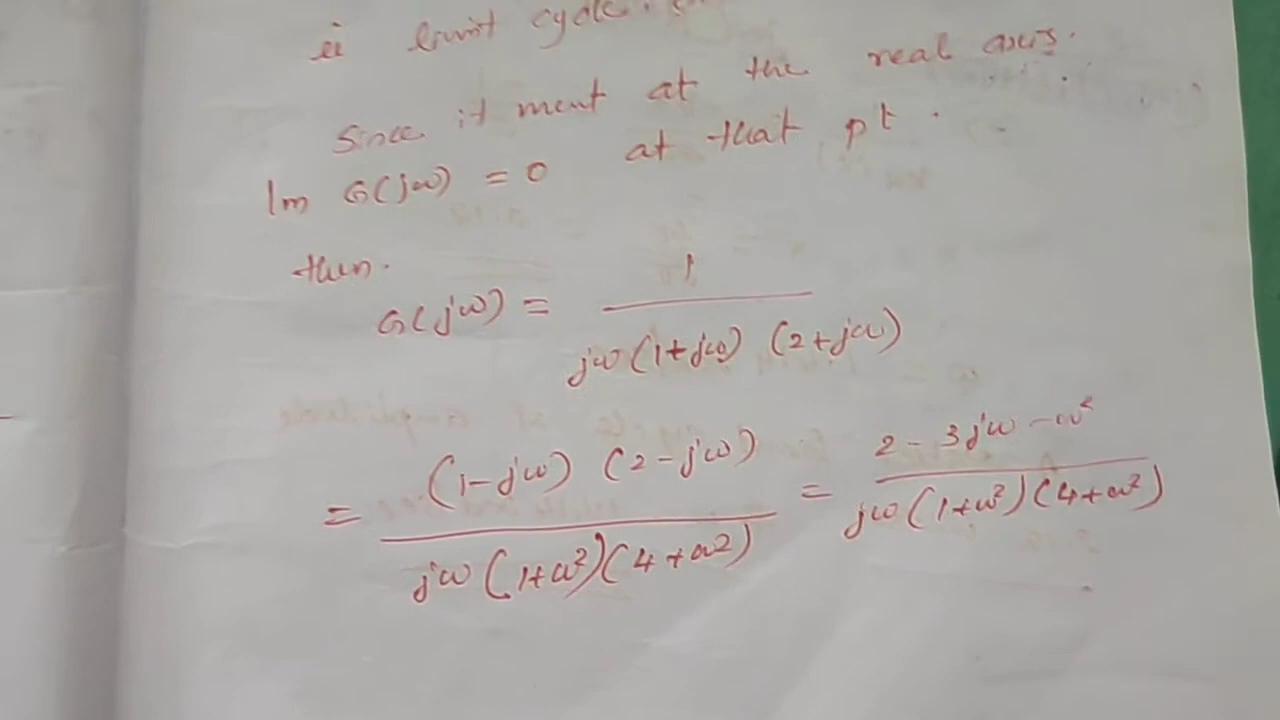 ii limit cycle.
Since it ment at the real axis.
Im G(jω) = 0 at that pt.
then.
G(jω) = 1 / jω(1+jω) (2+jω)
= (1-jω) (2-jω) / jω(1+ω²)(4+ω2) = 2 - 3jω - ω² / jω(1+ω²)(4+ω²)